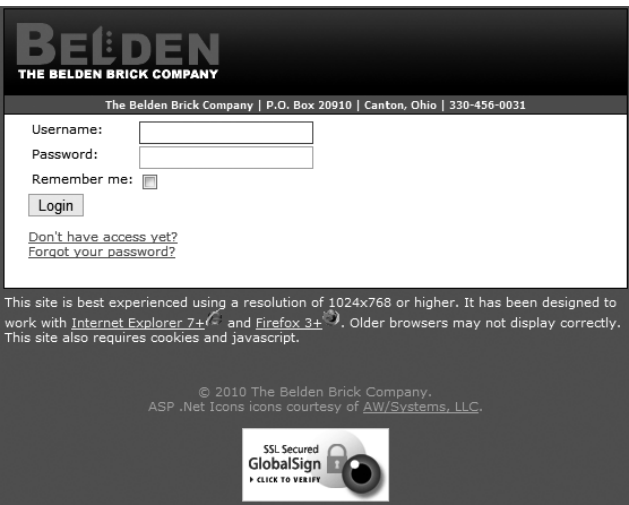 BELDEN
THE BELDEN BRICK COMPANY
The Belden Brick Company | P.O. Box 20910 | Canton, Ohio | 330-456-0031
Username:
Password:
Remember me:
Login
Don't have access yet?
Forgot your password?
This site is best experienced using a resolution of 1024x768 or higher. It has been designed to
work with Internet Explorer 7+ and Firefox 3+. Older browsers may not display correctly.
This site also requires cookies and javascript.
© 2010 The Belden Brick Company.
ASP .Net Icons icons courtesy of AW/Systems, LLC.
SSL Secured
GlobalSign
CLICK TO VERIFY